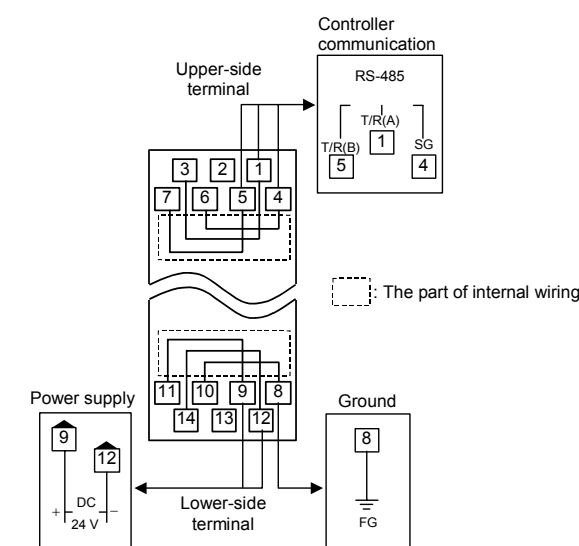 Controller
communication
RS-485
T/R(A)
T/R(B)
1
SG
5
4
Upper-side
terminal
3 2 1
7 6 5 4
: The part of internal wiring
11 10 9 8
14 13 12
Power supply
9
12
+ DC −
24 V
Lower-side
terminal
Ground
8
FG